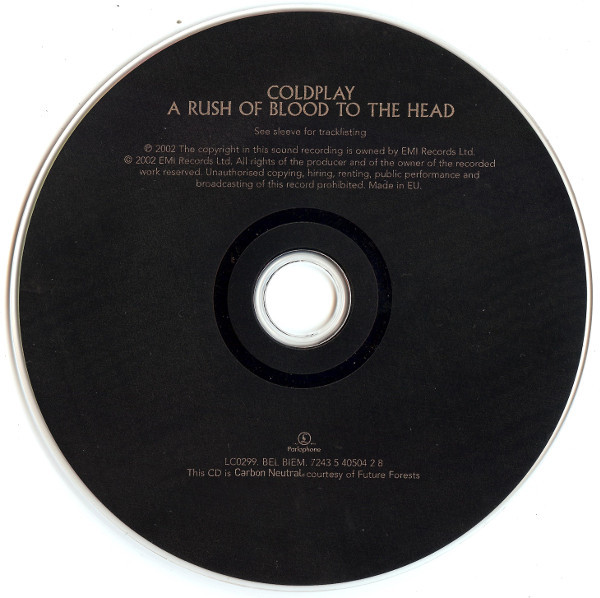 COLDPLAY
A RUSH OF BLOOD TO THE HEAD
See sleeve for tracklisting
℗ 2002 The copyright in this sound recording is owned by EMI Records Ltd.
© 2002 EMI Records Ltd. All rights of the producer and of the owner of the recorded
work reserved. Unauthorised copying, hiring, renting, public performance and
broadcasting of this record prohibited. Made in EU.
Parlophone
LC0299. BEL BIEM. 7243 5 40504 2 8
This CD is Carbon Neutral® courtesy of Future Forests